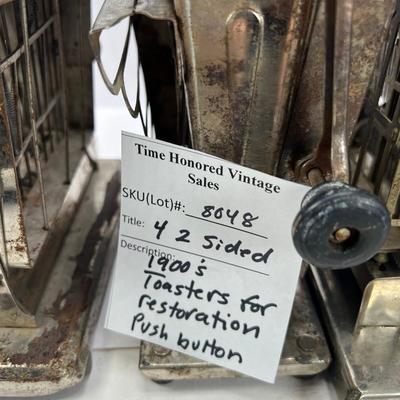 Time Honored Vintage
Sales
SKU(Lot)#: 8048
Title: 4 2 Sided
Description:
1900's
Toasters for
restoration
Push button